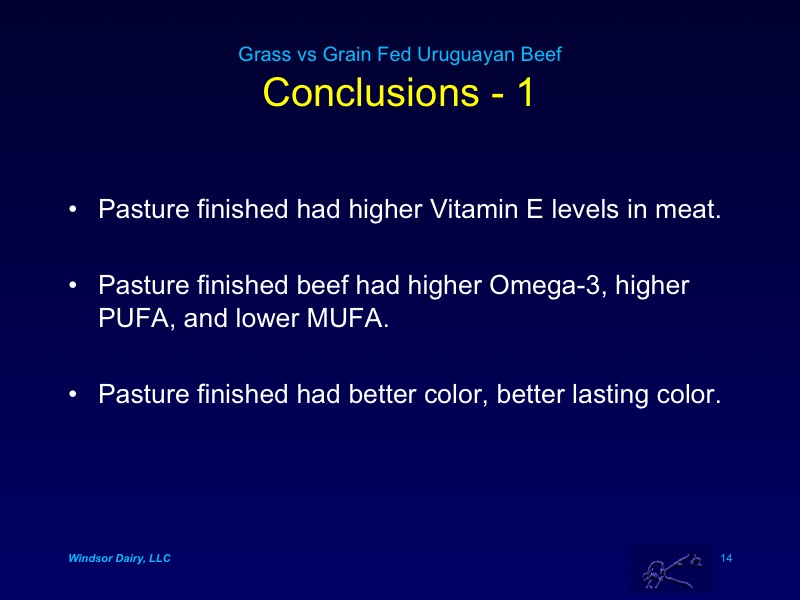 Grass vs Grain Fed Uruguayan Beef
Conclusions - 1
• Pasture finished had higher Vitamin E levels in meat.
• Pasture finished beef had higher Omega-3, higher
PUFA, and lower MUFA.
• Pasture finished had better color, better lasting color.
Windsor Dairy, LLC
14